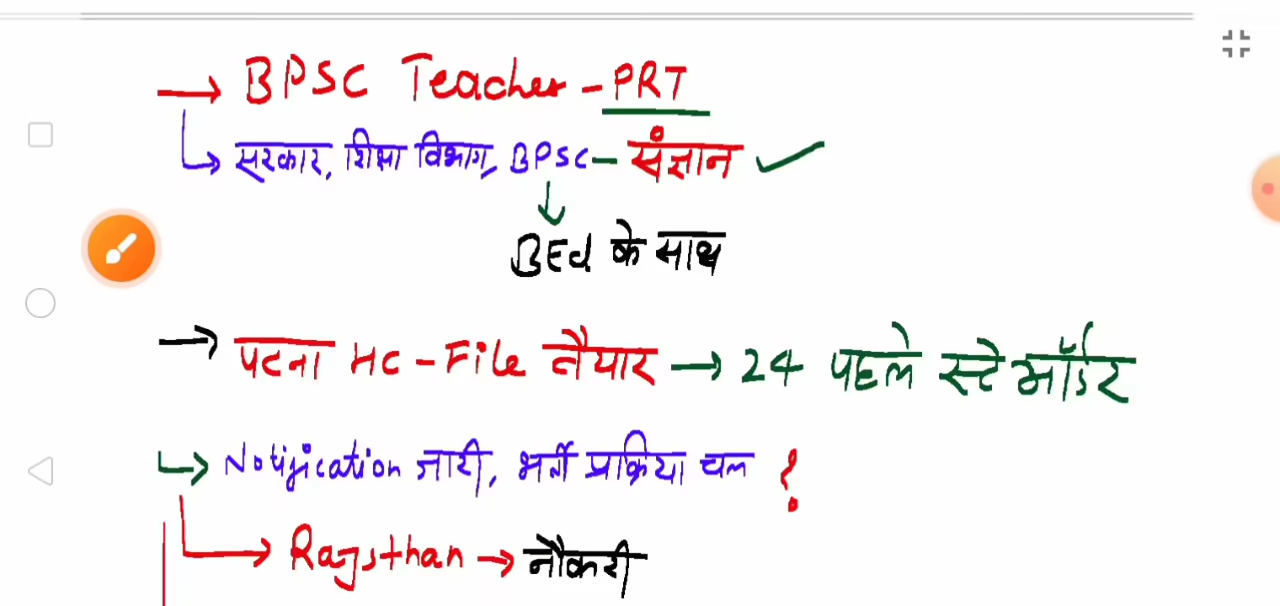 → BPSC Teacher - PRT
↳ सरकार, शिक्षा विभाग, BPSC - संज्ञान ✓
↓
BEd के साथ
→ पटना HC - File तैयार → 24 पहले स्टे ऑर्डर
↳ Notification जारी, भर्ती प्रक्रिया चल ?
→ Rajsthan → नौकरी